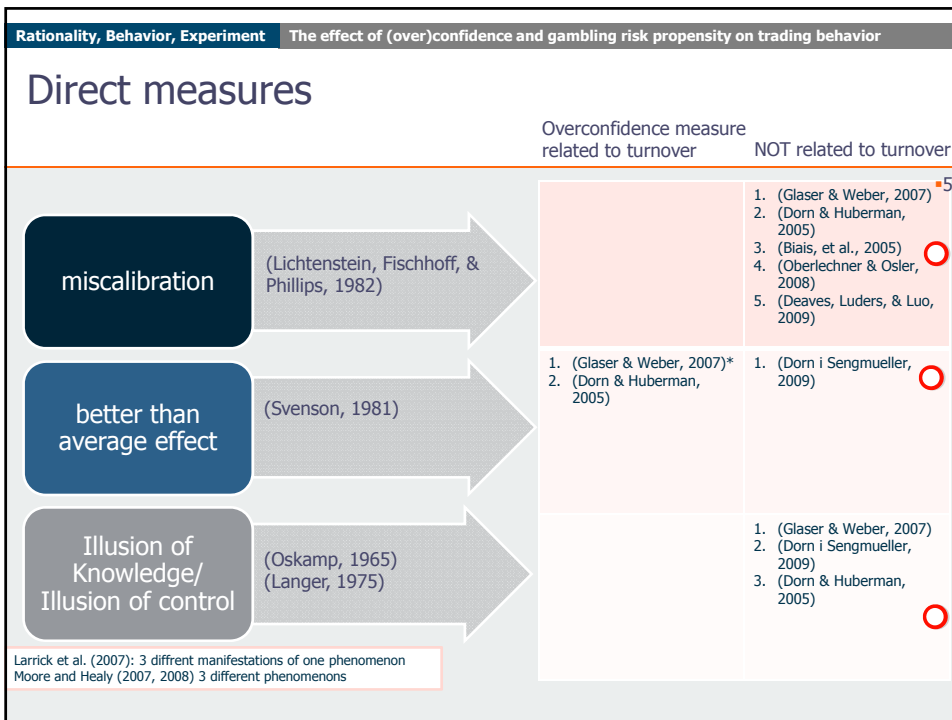 Rationality, Behavior, Experiment The effect of (over)confidence and gambling risk propensity on trading behavior
Direct measures
Overconfidence measure
related to turnover
NOT related to turnover
5
miscalibration
(Lichtenstein, Fischhoff, &
Phillips, 1982)
1. (Glaser & Weber, 2007)
2. (Dorn & Huberman,
2005)
3. (Biais, et al., 2005)
4. (Oberlechner & Osler,
2008)
5. (Deaves, Luders, & Luo,
2009)
better than
average effect
(Svenson, 1981)
1. (Glaser & Weber, 2007)*
2. (Dorn & Huberman,
2005)
1. (Dorn i Sengmueller,
2009)
Illusion of
Knowledge/
Illusion of control
(Oskamp, 1965)
(Langer, 1975)
1. (Glaser & Weber, 2007)
2. (Dorn i Sengmueller,
2009)
3. (Dorn & Huberman,
2005)
Larrick et al. (2007): 3 diffrent manifestations of one phenomenon
Moore and Healy (2007, 2008) 3 different phenomenons